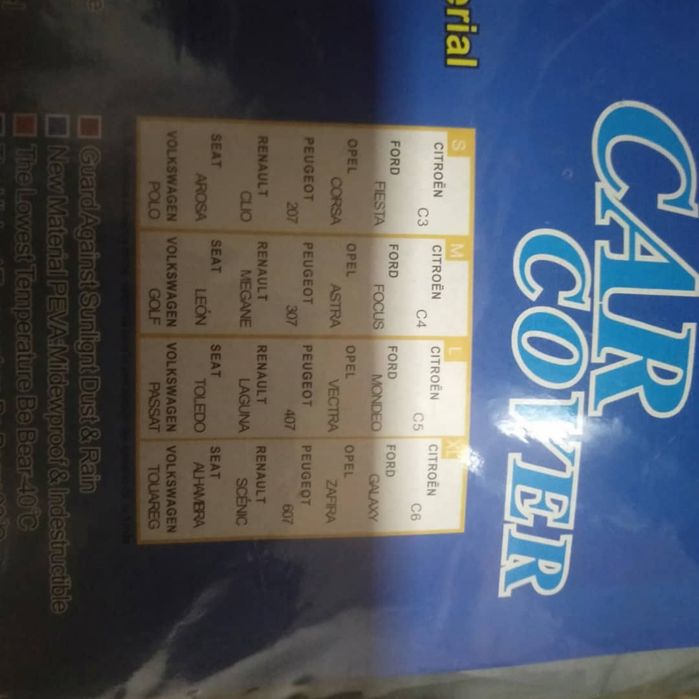 erial
CAR
COVER
S
CITROËN
C3
FORD
FIESTA
OPEL
CORSA
PEUGEOT
207
RENAULT
CLIO
SEAT
AROSA
VOLKSWAGEN
POLO
M
CITROËN
C4
FORD
FOCUS
OPEL
ASTRA
PEUGEOT
307
RENAULT
MEGANE
SEAT
LEÓN
VOLKSWAGEN
GOLF
L
CITROËN
C5
FORD
MONDEO
OPEL
VECTRA
PEUGEOT
407
RENAULT
LAGUNA
SEAT
TOLEDO
VOLKSWAGEN
PASSAT
XL
CITROËN
C6
FORD
GALAXY
OPEL
ZAFIRA
PEUGEOT
607
RENAULT
SCÉNIC
SEAT
ALHAMBRA
VOLKSWAGEN
TOUAREG
Guard Against Sunlight Dust & Rain
New Material PEVA Midewproof & Indestructible
The Lowest Temperature Be Bear-40°C